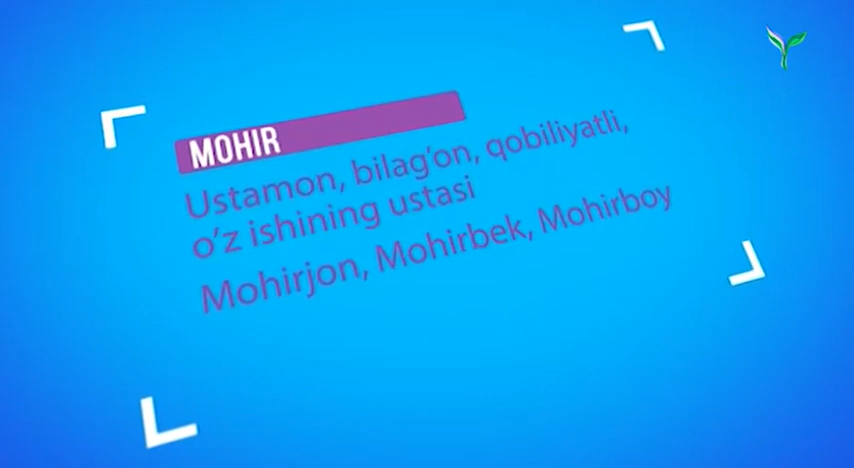 MOHIR
Ustamon, bilag’on, qobiliyatli,
o’z ishining ustasi
Mohirjon, Mohirbek, Mohirboy